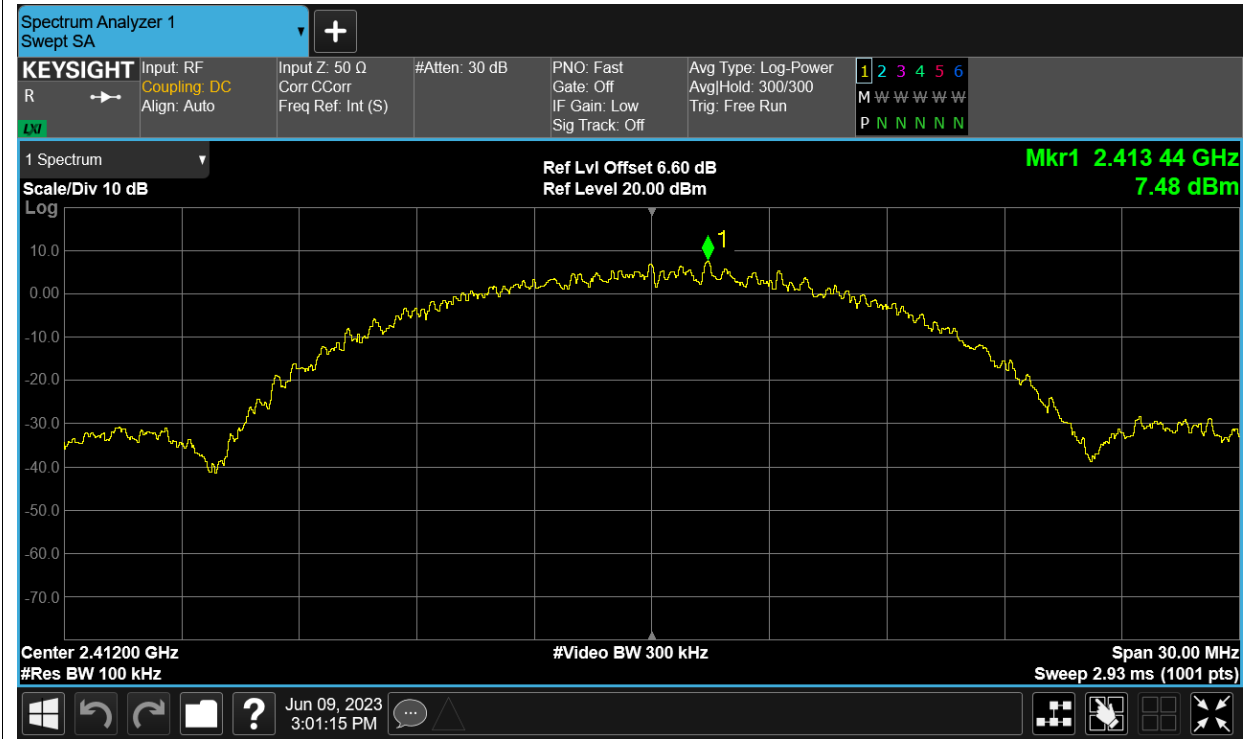 Spectrum Analyzer 1
Swept SA
+
KEYSIGHT
R
LXI
Input: RF
Coupling: DC
Align: Auto
Input Z: 50 Ω
Corr CCorr
Freq Ref: Int (S)
#Atten: 30 dB
PNO: Fast
Gate: Off
IF Gain: Low
Sig Track: Off
Avg Type: Log-Power
Avg|Hold: 300/300
Trig: Free Run
1 2 3 4 5 6
M W W W W W
P N N N N N
1 Spectrum
Scale/Div 10 dB
Ref Lvl Offset 6.60 dB
Ref Level 20.00 dBm
Mkr1 2.413 44 GHz
7.48 dBm
Log
1
10.0
0.00
-10.0
-20.0
-30.0
-40.0
-50.0
-60.0
-70.0
Center 2.41200 GHz
#Res BW 100 kHz
#Video BW 300 kHz
Span 30.00 MHz
Sweep 2.93 ms (1001 pts)
?
Jun 09, 2023
3:01:15 PM